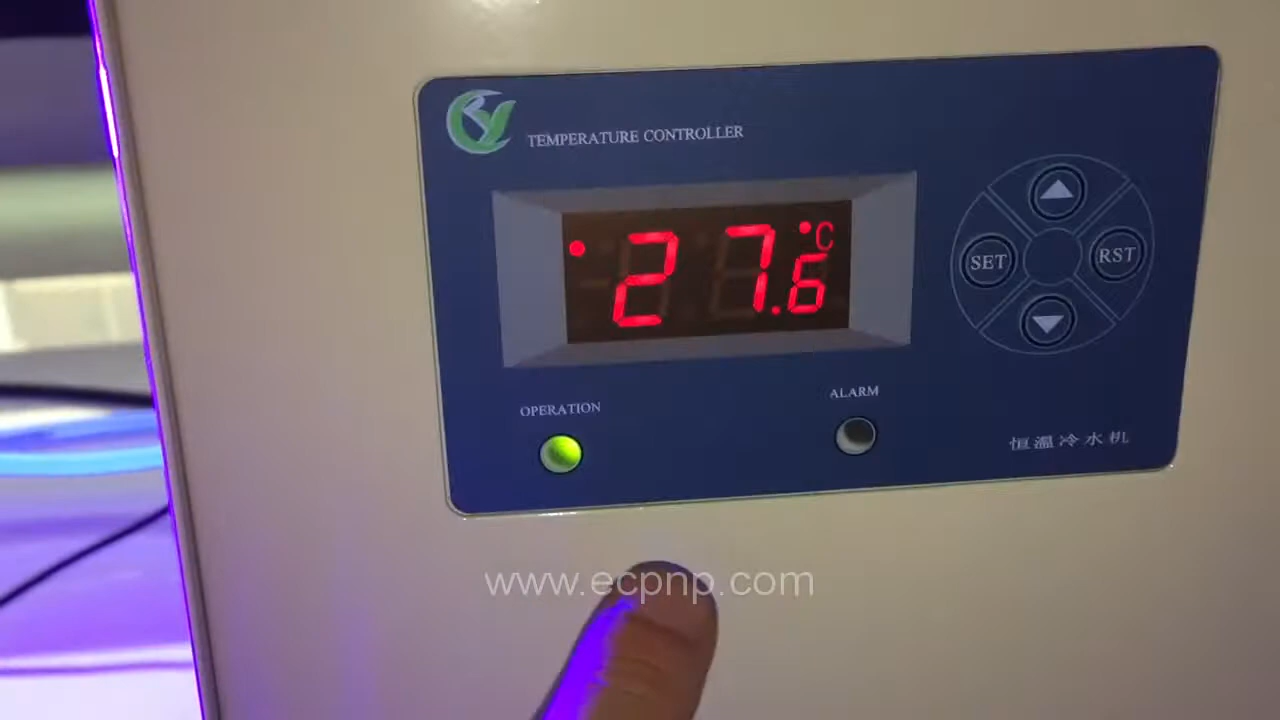 TEMPERATURE CONTROLLER
27.6
°C
SET
RST
OPERATION
ALARM
恒温冷水机
www.ecpnp.com